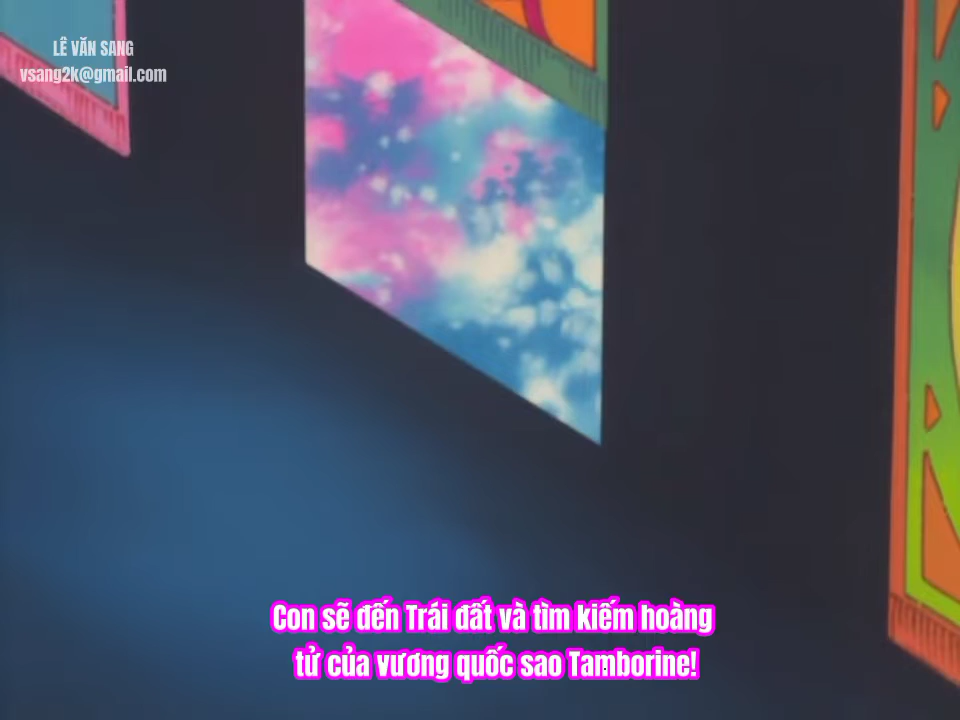 LÊ VĂN SANG
vsang2k@gmail.com
Con sẽ đến Trái đất và tìm kiếm hoàng
tử của vương quốc sao Tamborine!